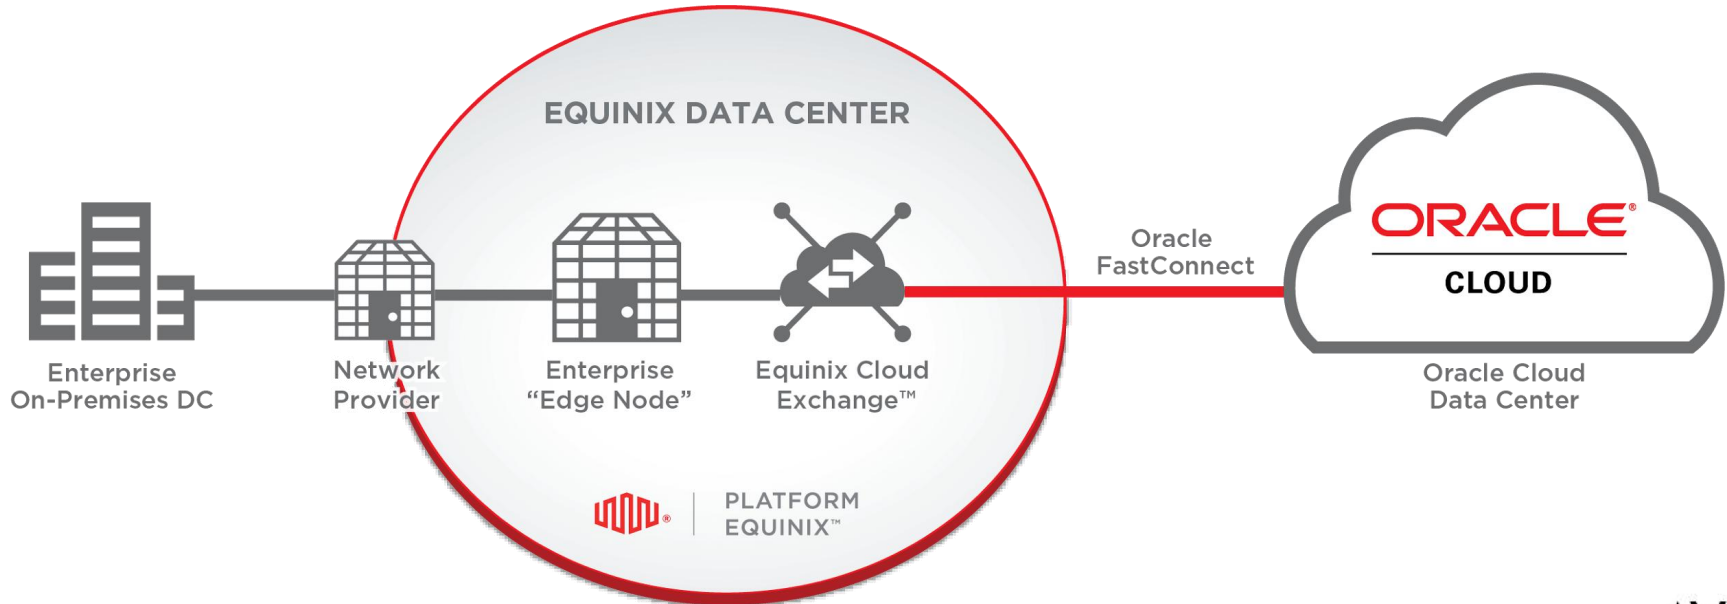 EQUINIX DATA CENTER
ORACLE®
CLOUD
Oracle
FastConnect
Enterprise
On-Premises DC
Network
Provider
Enterprise
“Edge Node”
Equinix Cloud
Exchange™
Oracle Cloud
Data Center
®
PLATFORM
EQUINIX™